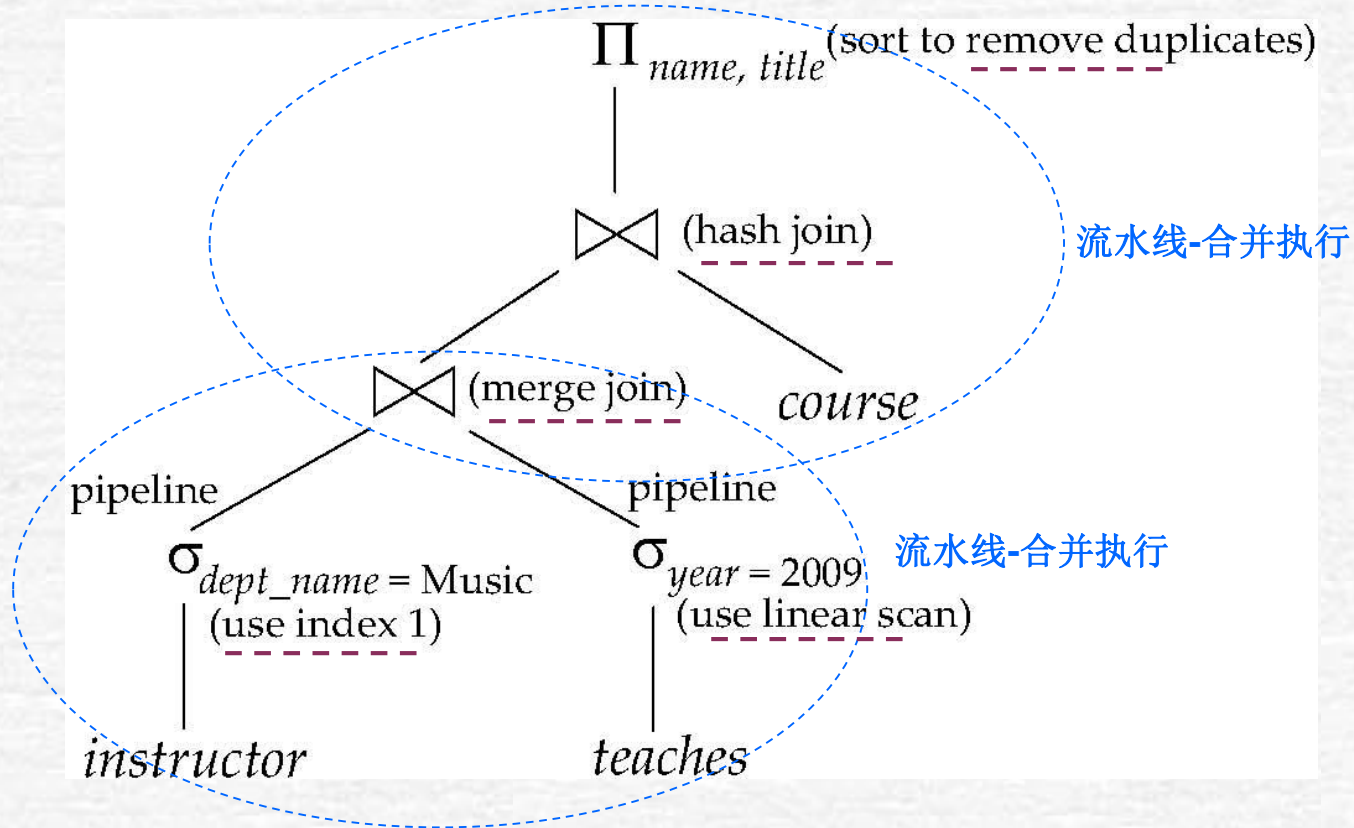 Π name, title (sort to remove duplicates)
(hash join)
流水线-合并执行
(merge join)
course
pipeline
pipeline
σ dept_name = Music
(use index 1)
σ year = 2009
(use linear scan)
流水线-合并执行
instructor
teaches